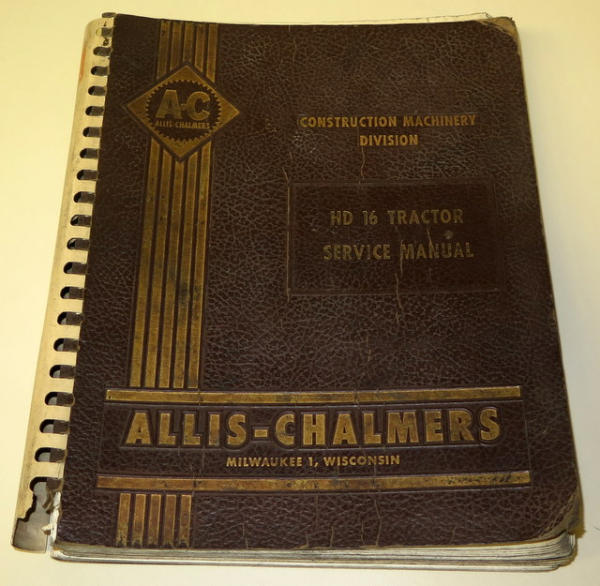 A-C
ALLIS-CHALMERS
CONSTRUCTION MACHINERY
DIVISION
HD 16 TRACTOR
SERVICE MANUAL
ALLIS-CHALMERS
MILWAUKEE 1, WISCONSIN